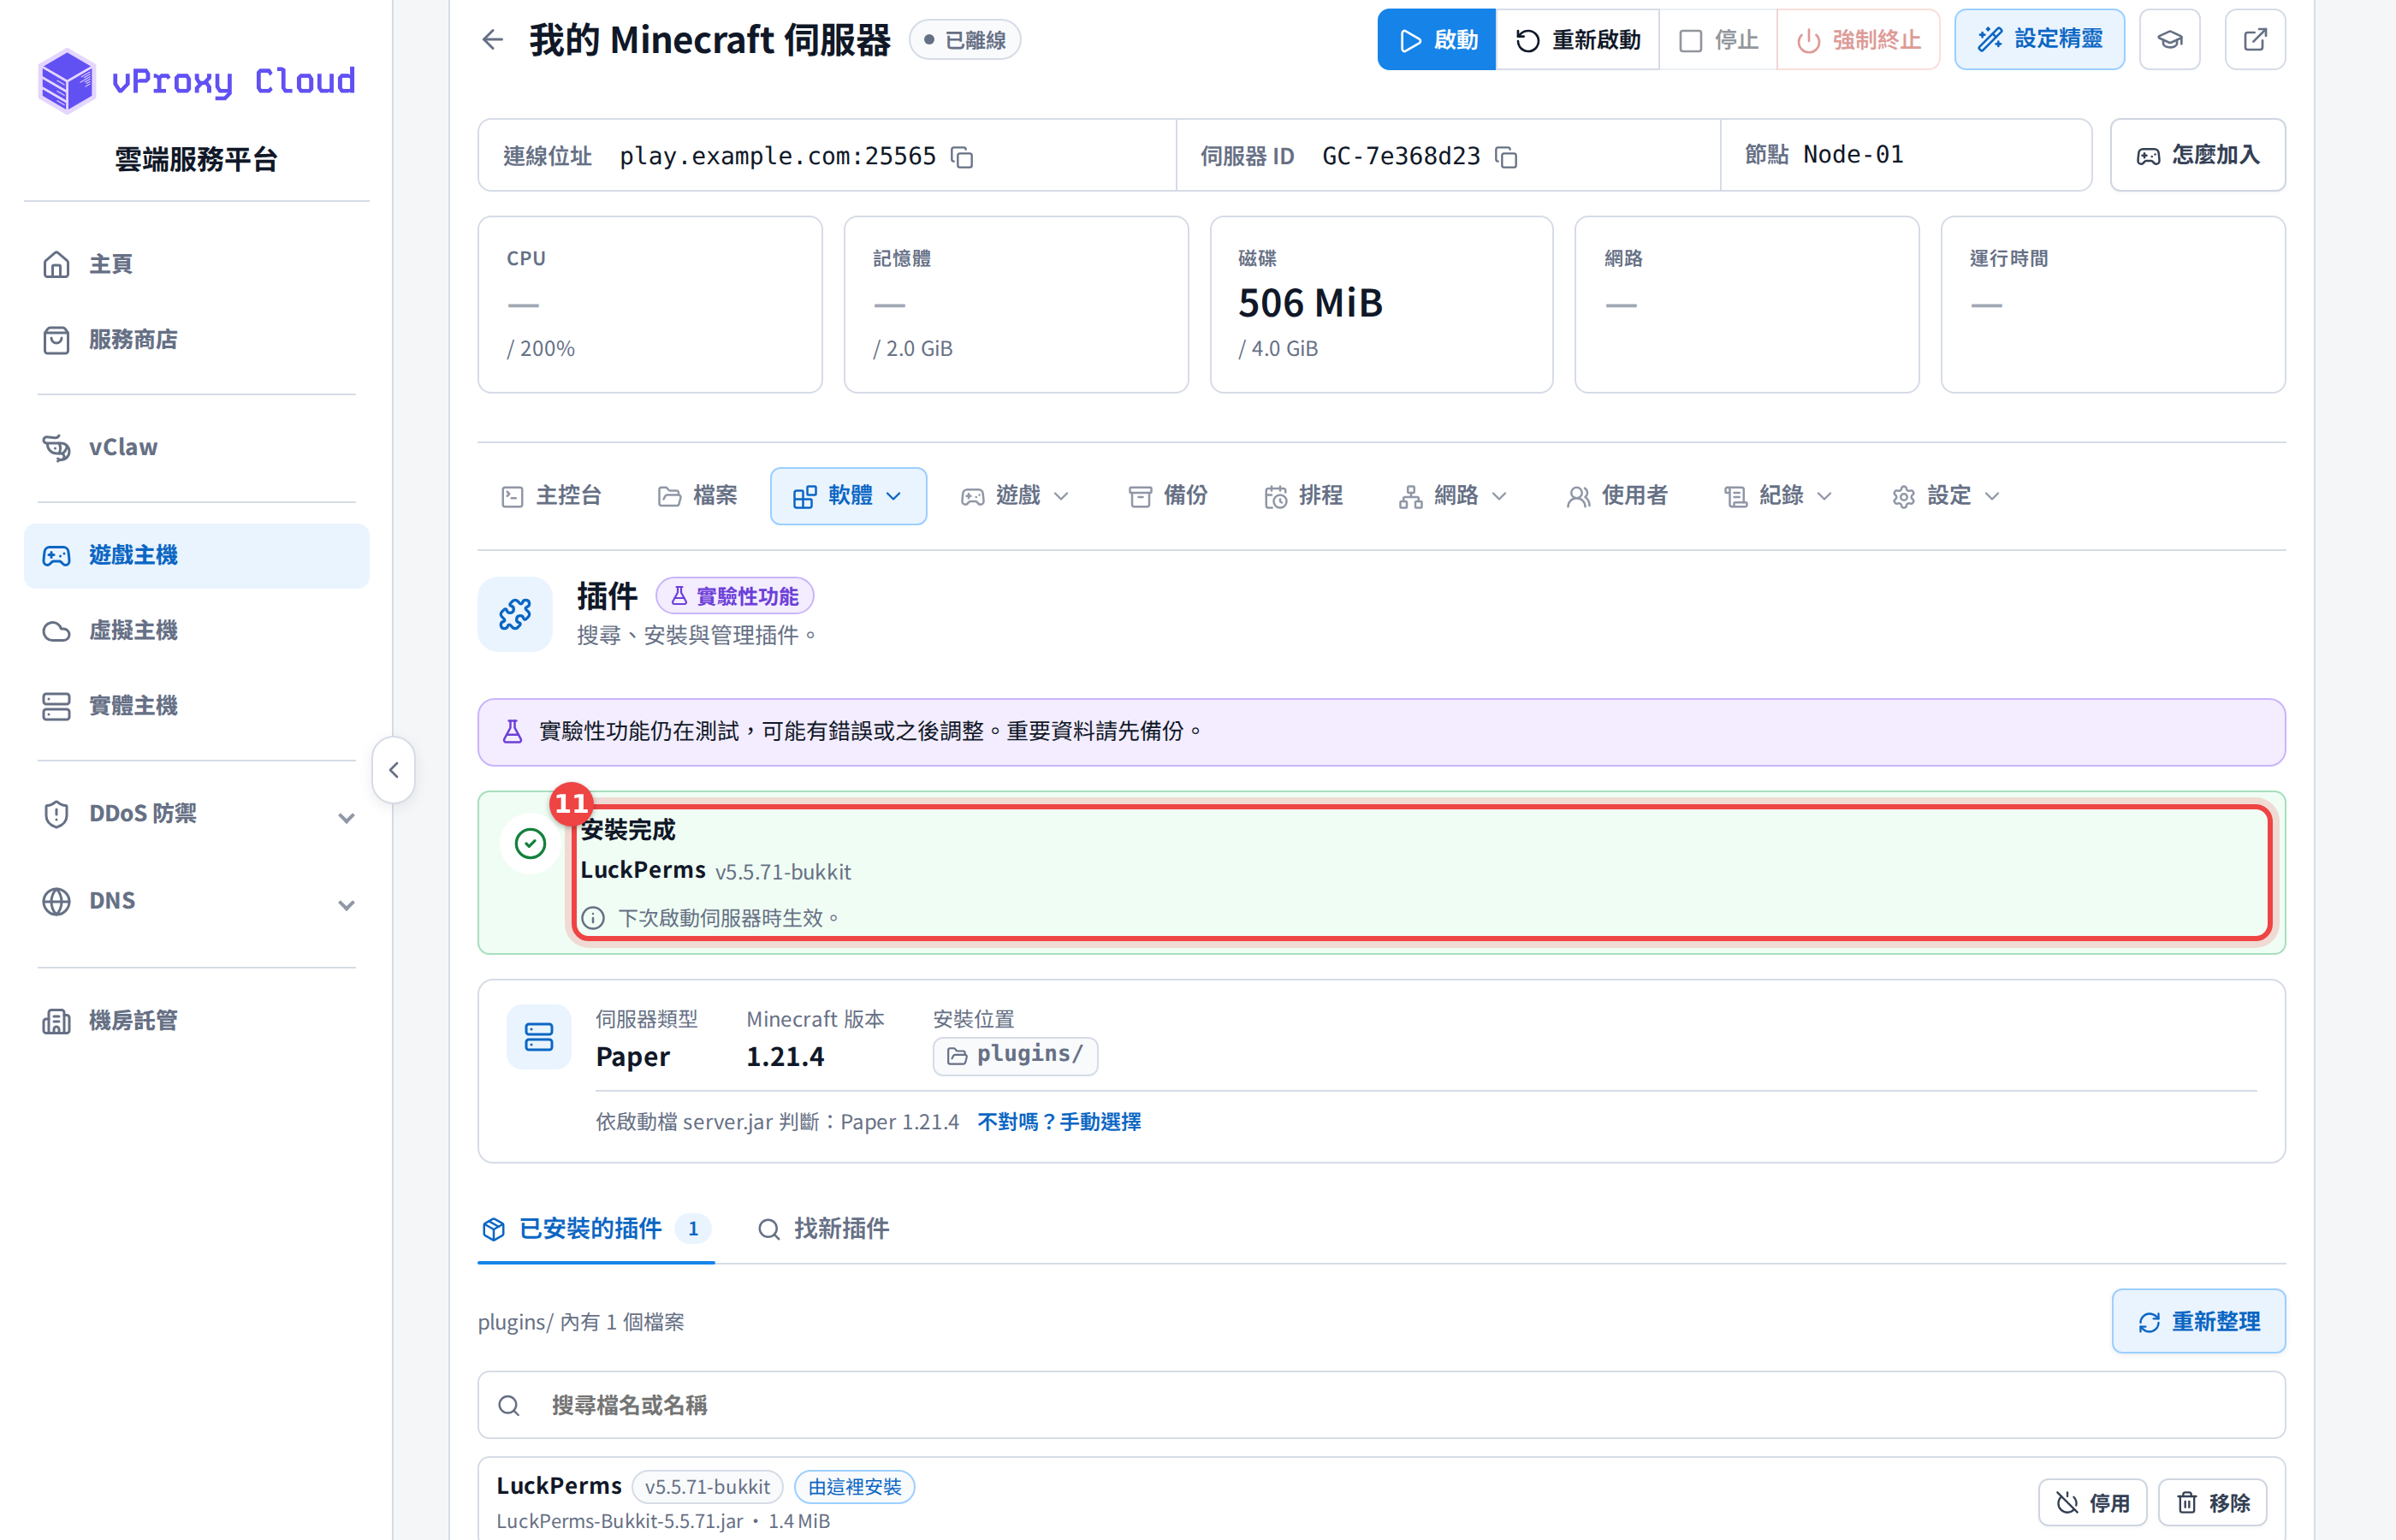 vProxy Cloud
雲端服務平台
主頁
服務商店
vClaw
遊戲主機
虛擬主機
實體主機
DDoS 防禦
DNS
機房託管
我的 Minecraft 伺服器 已離線
啟動 重新啟動 停止 強制終止 設定精靈
連線位址 play.example.com:25565 伺服器 ID GC-7e368d23 節點 Node-01 怎麼加入
CPU 記憶體 磁碟 網路 運行時間
— — 506 MiB — —
/ 200% / 2.0 GiB / 4.0 GiB
主控台 檔案 軟體 遊戲 備份 排程 網路 使用者 紀錄 設定
插件 實驗性功能
搜尋、安裝與管理插件。
實驗性功能仍在測試，可能有錯誤或之後調整。重要資料請先備份。
11
安裝完成
LuckPerms v5.5.71-bukkit
下次啟動伺服器時生效。
伺服器類型 Minecraft 版本 安裝位置
Paper 1.21.4 plugins/
依啟動檔 server.jar 判斷：Paper 1.21.4 不對嗎？手動選擇
已安裝的插件 1 找新插件
plugins/ 內有 1 個檔案 重新整理
搜尋檔名或名稱
LuckPerms v5.5.71-bukkit 由這裡安裝 停用 移除
LuckPerms-Bukkit-5.5.71.jar • 1.4 MiB